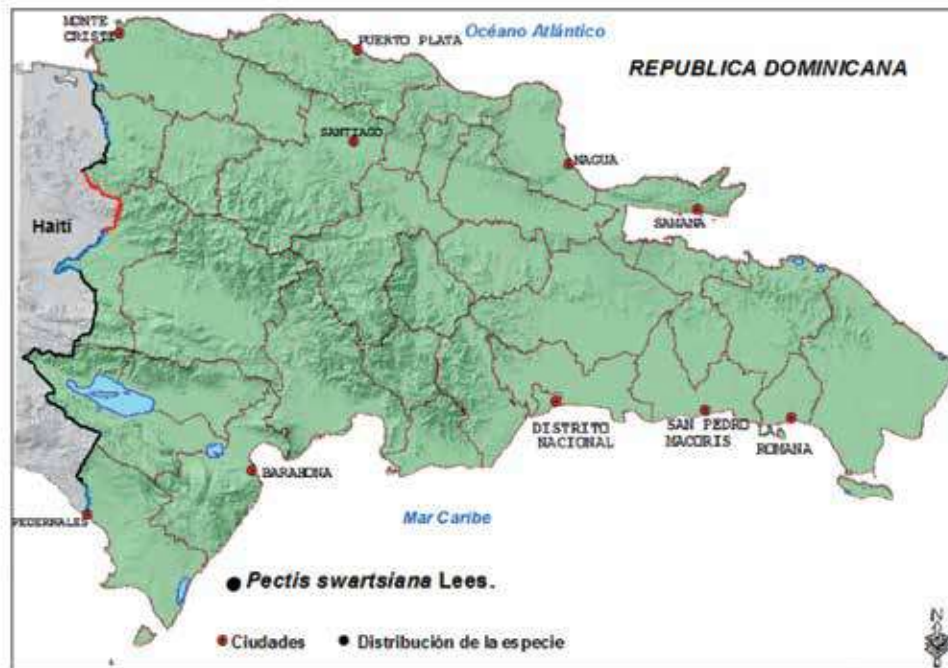 MONTE
CRISTI
PUERTO PLATA
Océano Atlántico
REPUBLICA DOMINICANA
SANTIAGO
NAGUA
SAMANA
Haití
DISTRITO
NACIONAL
SAN PEDRO
MACORIS
LA
ROMANA
BARAHONA
PEDERNALES
Mar Caribe
Pectis swartsiana Lees.
Ciudades
Distribución de la especie